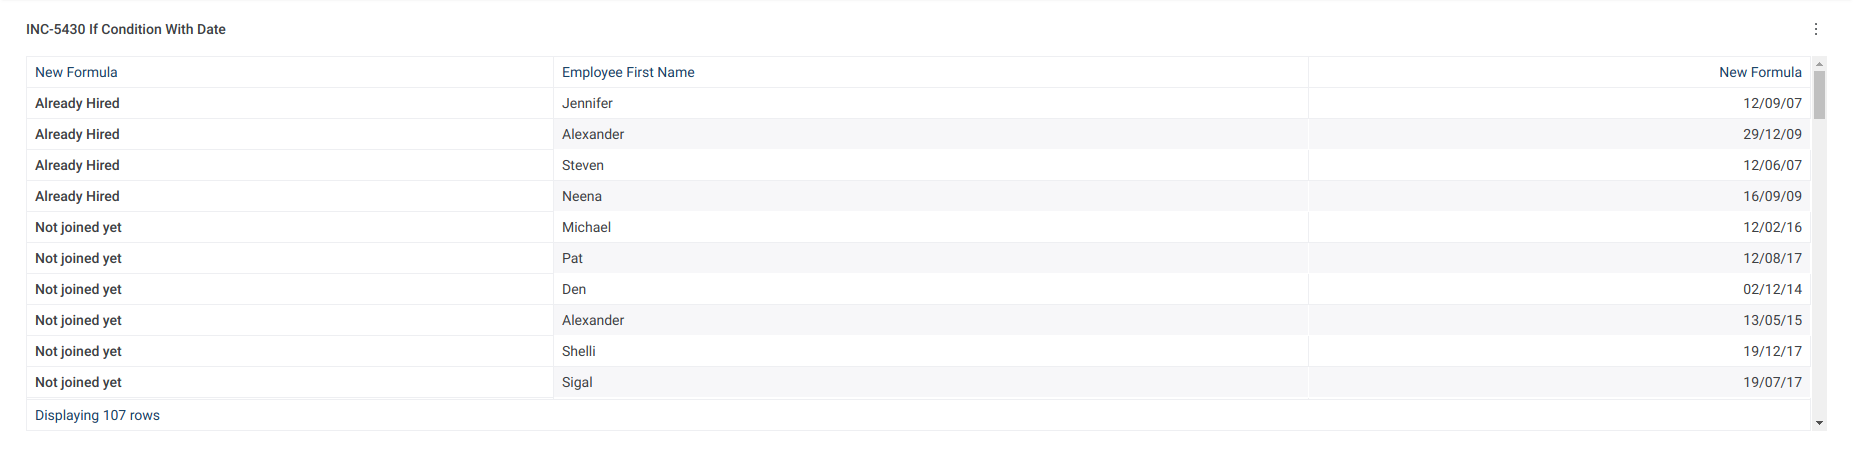 INC-5430 If Condition With Date
New Formula Employee First Name New Formula
Already Hired Jennifer 12/09/07
Already Hired Alexander 29/12/09
Already Hired Steven 12/06/07
Already Hired Neena 16/09/09
Not joined yet Michael 12/02/16
Not joined yet Pat 12/08/17
Not joined yet Den 02/12/14
Not joined yet Alexander 13/05/15
Not joined yet Shelli 19/12/17
Not joined yet Sigal 19/07/17
Displaying 107 rows